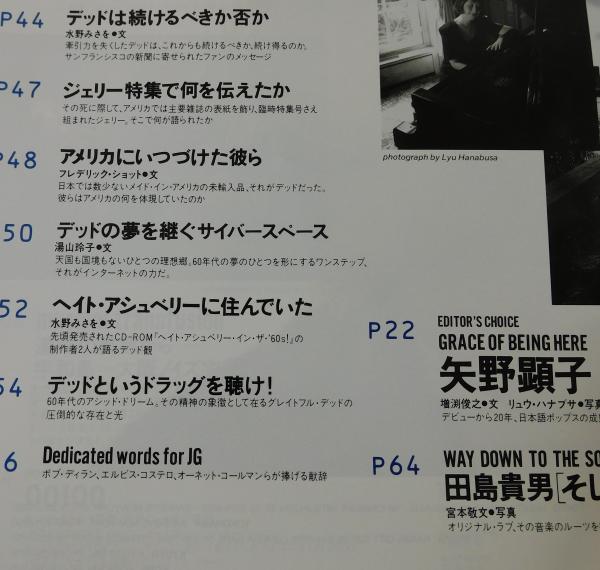 P44 デッドは続けるべきか否か
水野みさを●文
牽引力を失くしたデッドは、これからも続けるべきか、続け得るのか。
サンフランシスコの新聞に寄せられたファンのメッセージ
P47 ジェリー特集で何を伝えたか
その死に際して、アメリカでは主要雑誌の表紙を飾り、臨時特集号さえ
組まれたジェリー。そこで何が語られたか
P48 アメリカにいつづけた彼ら
フレデリック・ショット●文
日本では数少ないメイド・イン・アメリカの未輸入品、それがデッドだった。
彼らはアメリカの何を体現していたのか
50 デッドの夢を継ぐサイバースペース
湯山玲子●文
天国も国境もないひとつの理想郷。60年代の夢のひとつを形にするワンステップ、
それがインターネットの力だ。
52 ヘイト・アシュベリーに住んでいた
水野みさを●文
先頃発売されたCD-ROM『ヘイト・アシュベリー・イン・ザ・'60s!』の
制作者2人が語るデッド観
54 デッドというドラッグを聴け!
60年代のアシッド・ドリーム。その精神の象徴として在るグレイトフル・デッドの
圧倒的な存在と光
6 Dedicated words for JG
ボブ・ディラン、エルビス・コステロ、オーネット・コールマンらが捧げる献辞
photograph by Lyu Hanabusa
P22 EDITOR'S CHOICE
GRACE OF BEING HERE
矢野顕子
増渕俊之●文 リュウ・ハナブサ●写真
デビューから20年、日本語ポップスの成
P64 WAY DOWN TO THE SO
田島貴男[そし
宮本敬文●写真
オリジナル・ラブ、その音楽のルーツを